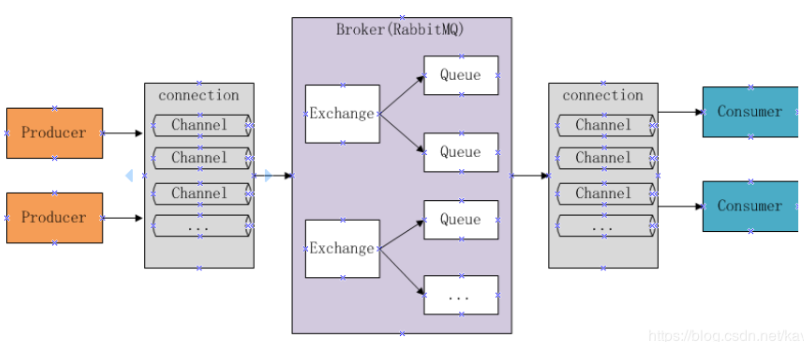 Producer
Producer
connection
Channel
Channel
Channel
...
Broker(RabbitMQ)
Exchange
Queue
Queue
Exchange
Queue
...
connection
Channel
Channel
Channel
...
Consumer
Consumer
https://blog.csdn.net/kav